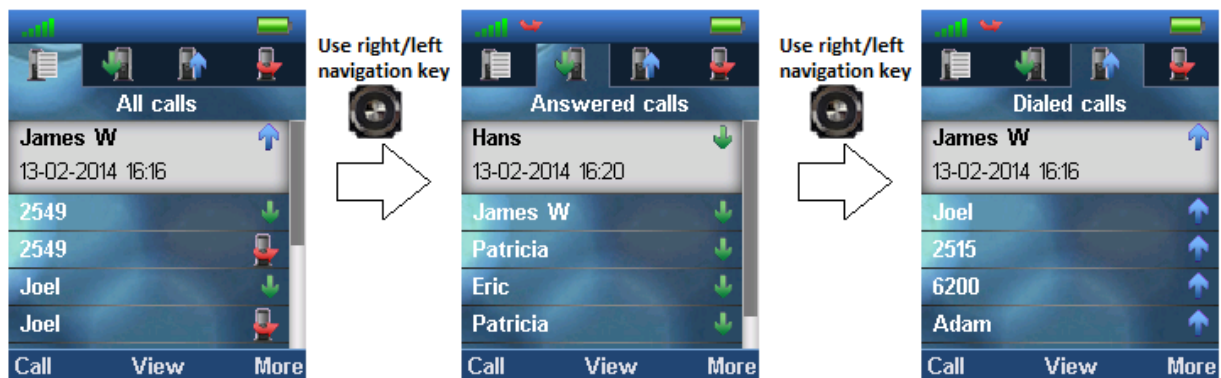 All calls
James W
13-02-2014 16:16
2549
2549
Joel
Joel
Call View More
Use right/left
navigation key
Answered calls
Hans
13-02-2014 16:20
James W
Patricia
Eric
Patricia
Call View More
Use right/left
navigation key
Dialed calls
James W
13-02-2014 16:16
Joel
2515
6200
Adam
Call View More